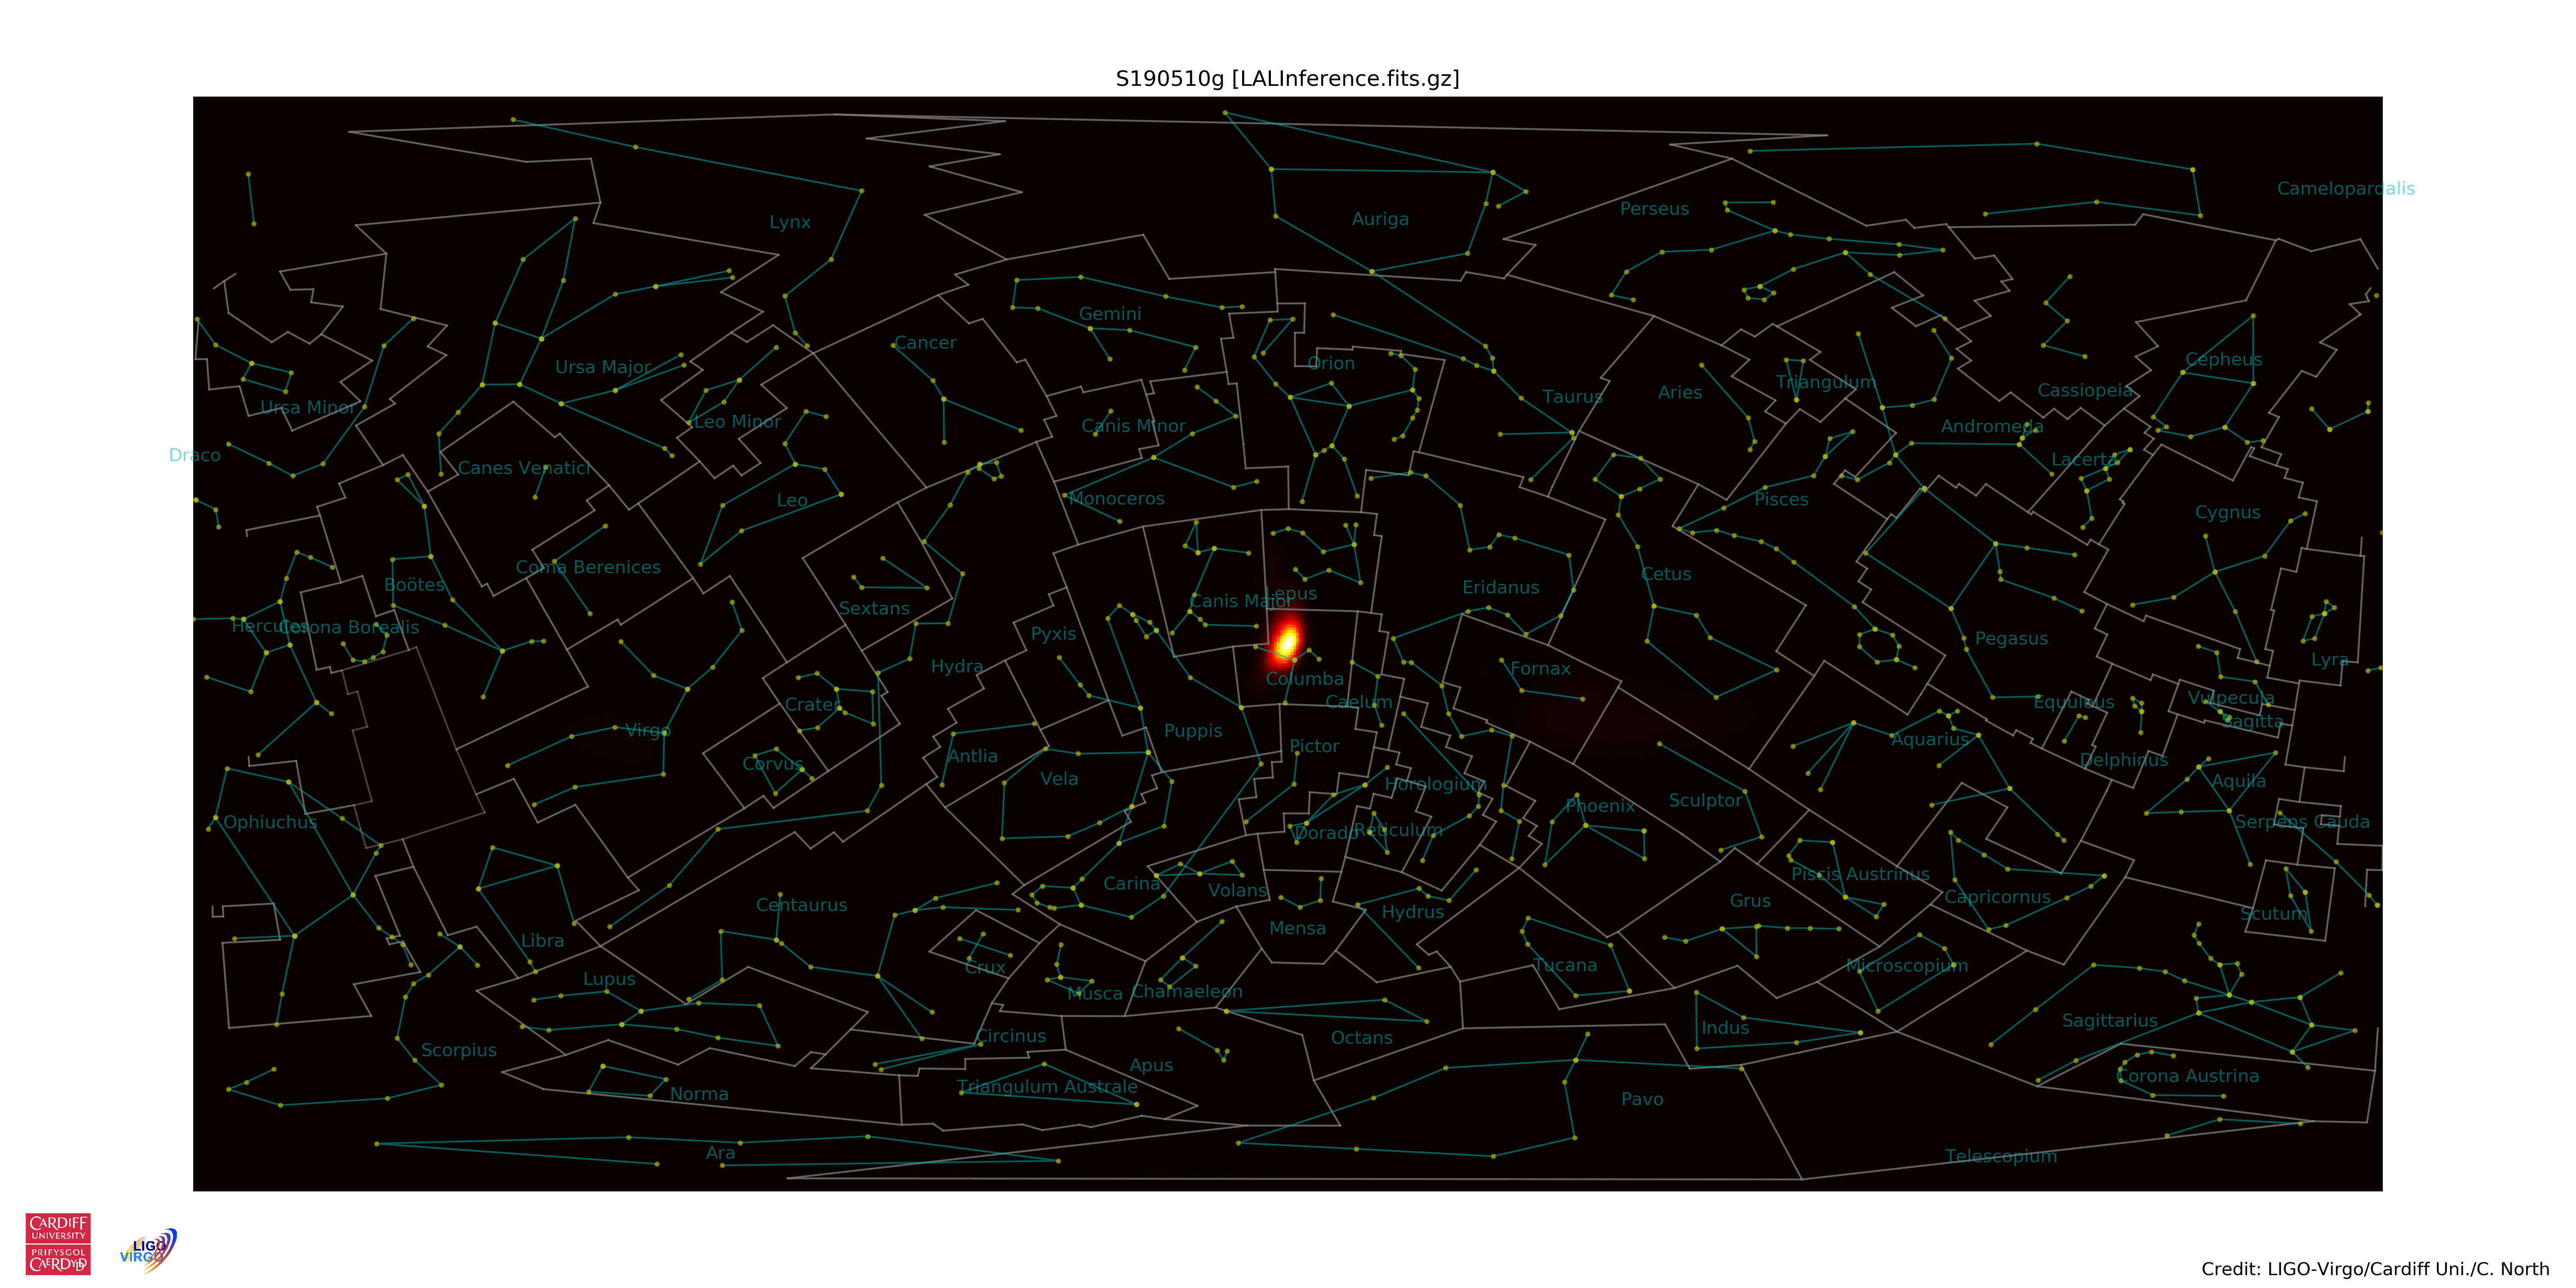 S190510g [LALInference.fits.gz]
Camelopardalis
Perseus
Auriga
Lynx
Gemini
Cancer
Cepheus
Orion
Ursa Major
Triangulum
Cassiopeia
Aries
Taurus
Ursa Minor
Leo Minor
Canis Minor
Andromeda
Draco
Lacerta
Canes Venatici
Monoceros
Leo
Pisces
Cygnus
Coma Berenices
Cetus
Boötes
Eridanus
Lepus
Canis Major
Sextans
Hercules
Corona Borealis
Pyxis
Pegasus
Lyra
Hydra
Fornax
Columba
Vulpecula
Equuleus
Caelum
Crater
Sagitta
Virgo
Puppis
Aquarius
Pictor
Antlia
Delphinus
Corvus
Vela
Aquila
Horologium
Sculptor
Phoenix
Ophiuchus
Serpens Cauda
Dorado
Reticulum
Piscis Austrinus
Carina
Volans
Capricornus
Grus
Centaurus
Hydrus
Scutum
Mensa
Libra
Tucana
Microscopium
Crux
Lupus
Chamaeleon
Musca
Sagittarius
Indus
Circinus
Octans
Scorpius
Apus
Corona Austrina
Triangulum Australe
Norma
Pavo
Ara
Telescopium
CARDIFF
UNIVERSITY
PRIFYSGOL
CAERDYDD
LIGO
VIRGO
Credit: LIGO-Virgo/Cardiff Uni./C. North